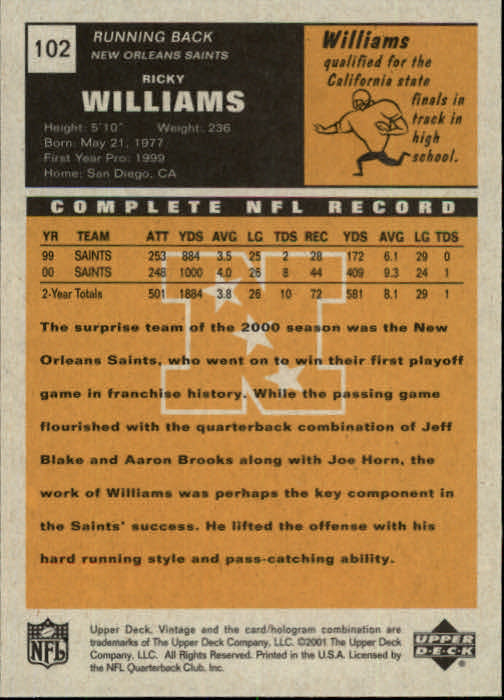 102
RUNNING BACK
NEW ORLEANS SAINTS
RICKY
WILLIAMS
Height: 5'10" Weight: 236
Born: May 21, 1977
First Year Pro: 1999
Home: San Diego, CA
Williams
qualified for the
California state
finals in
track in
high
school.
COMPLETE NFL RECORD
YR TEAM ATT YDS AVG LG TDS REC YDS AVG LG TDS
99 SAINTS 253 884 3.5 25 2 28 172 6.1 29 0
00 SAINTS 248 1000 4.0 26 8 44 409 9.3 24 1
2-Year Totals 501 1884 3.8 26 10 72 581 8.1 29 1
N
The surprise team of the 2000 season was the New
Orleans Saints, who went on to win their first playoff
game in franchise history. While the passing game
flourished with the quarterback combination of Jeff
Blake and Aaron Brooks along with Joe Horn, the
work of Williams was perhaps the key component in
the Saints' success. He lifted the offense with his
hard running style and pass-catching ability.
NFL
Upper Deck. Vintage and the card/hologram combination are
trademarks of The Upper Deck Company, LLC. ©2001 The Upper Deck
Company, LLC. All Rights Reserved. Printed in the U.S.A. Licensed by
the NFL Quarterback Club, Inc.
UPPER
DECK